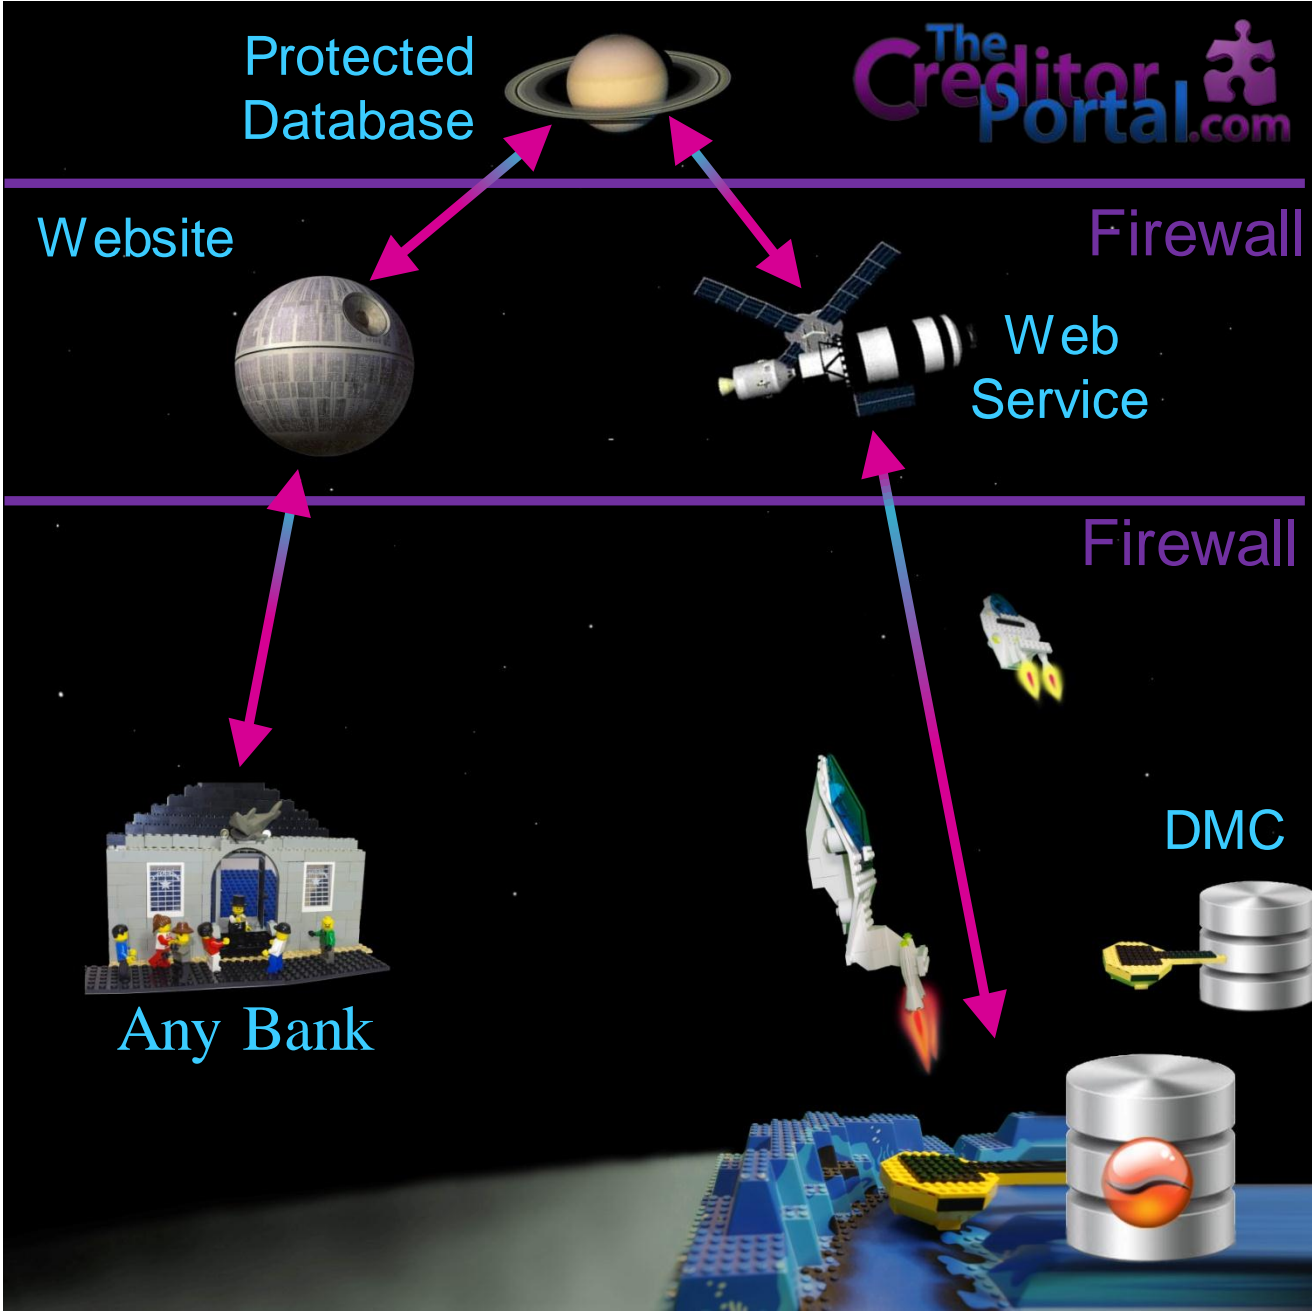 Protected
Database
The
Creditor
Portal.com
Website
Firewall
Web
Service
Firewall
DMC
Any Bank